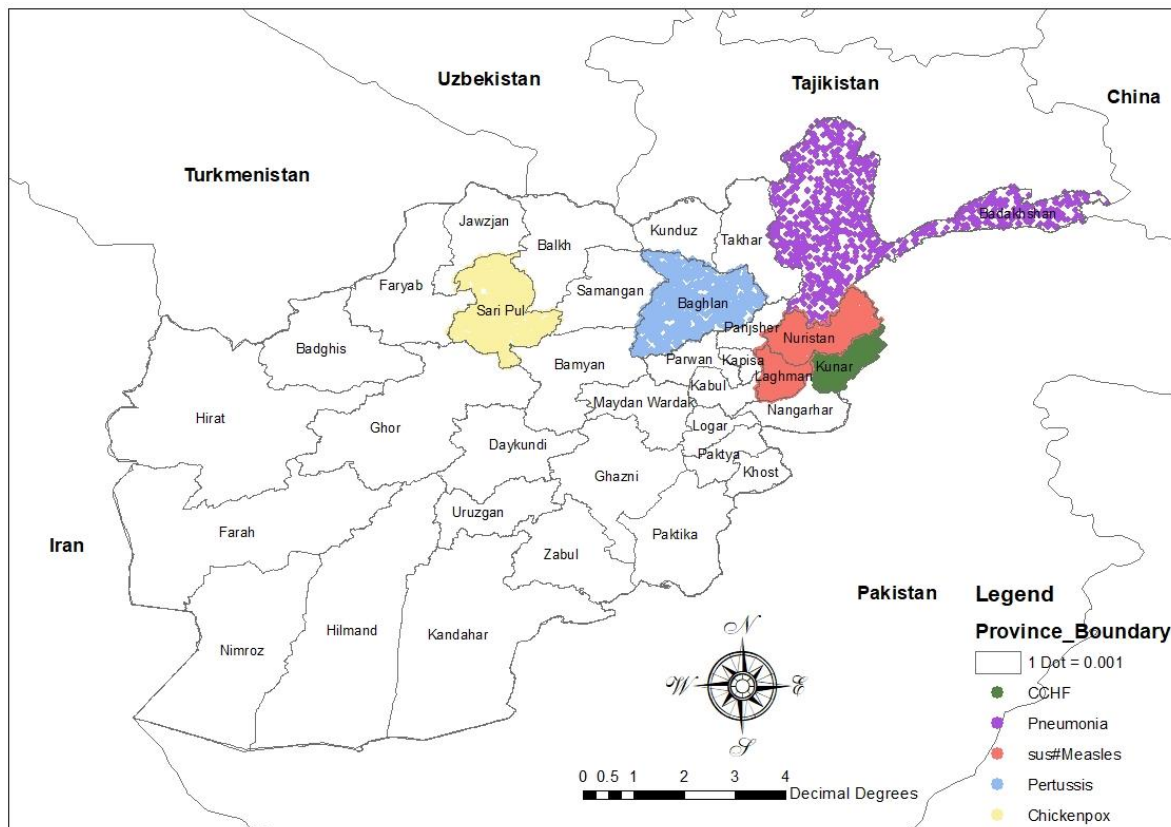 Uzbekistan
Tajikistan
China
Turkmenistan
Jawzjan
Balkh
Kunduz
Takhar
Badakhshan
Faryab
Sari Pul
Samangan
Baghlan
Badghis
Bamyan
Panjsher
Nuristan
Parwan
Kapisa
Kunar
Laghman
Kabul
Maydan Wardak
Nangarhar
Hirat
Ghor
Daykundi
Logar
Paktya
Ghazni
Khost
Uruzgan
Farah
Iran
Zabul
Paktika
Pakistan
Nimroz
Hilmand
Kandahar
N
W
E
S
0 0.5 1 2 3 4
Decimal Degrees
Legend
Province_Boundary
1 Dot = 0.001
CCHF
Pneumonia
sus#Measles
Pertussis
Chickenpox